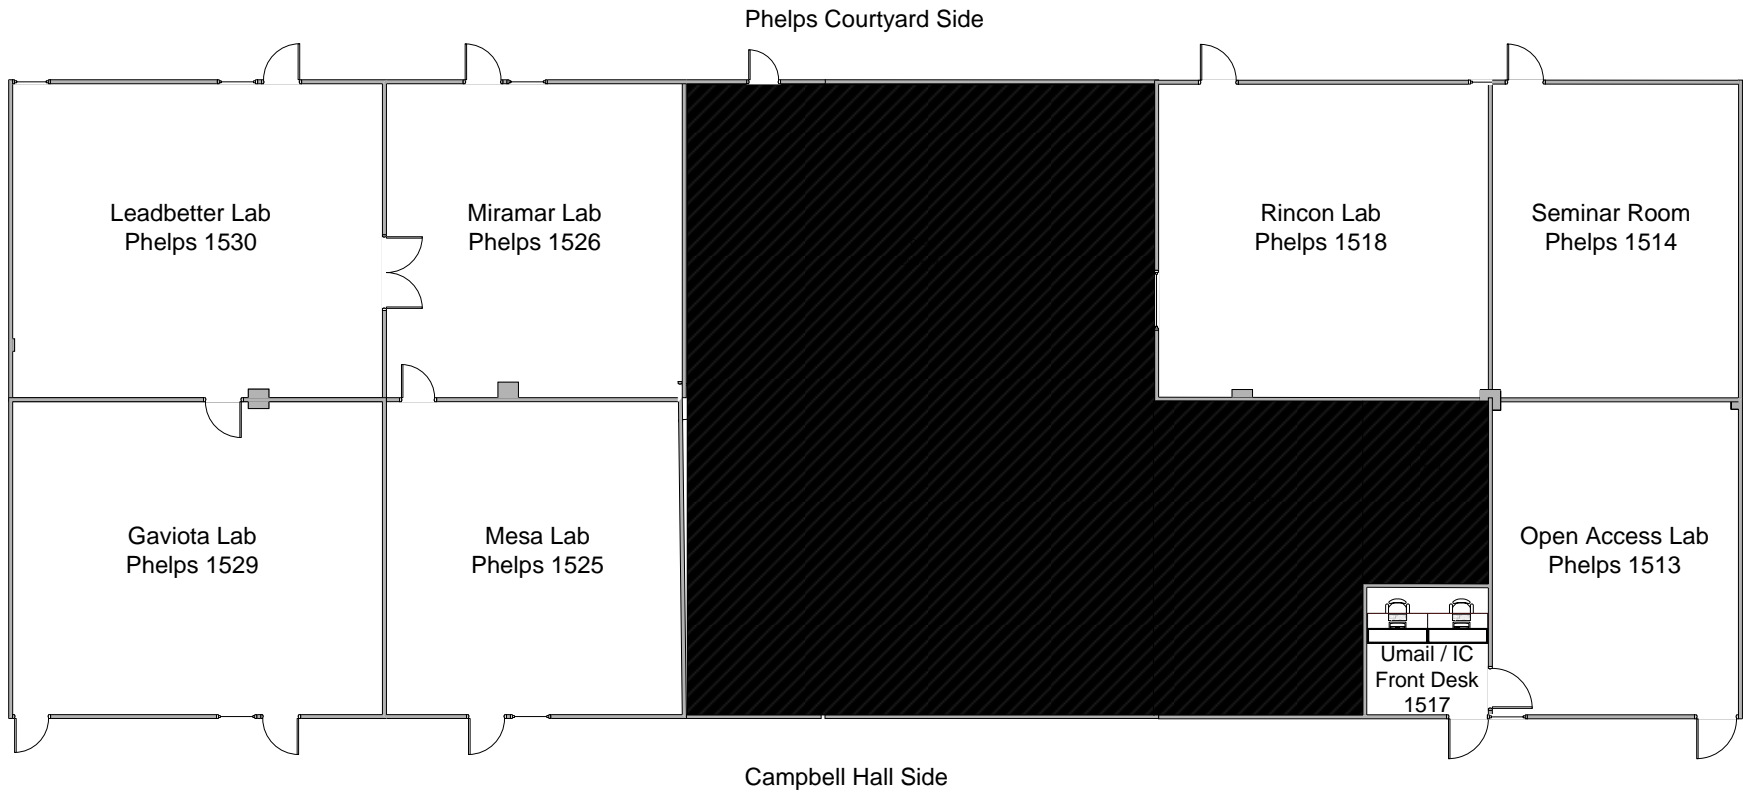 Phelps Courtyard Side
Leadbetter Lab
Phelps 1530
Miramar Lab
Phelps 1526
Rincon Lab
Phelps 1518
Seminar Room
Phelps 1514
Gaviota Lab
Phelps 1529
Mesa Lab
Phelps 1525
Open Access Lab
Phelps 1513
Umail / IC
Front Desk
1517
Campbell Hall Side